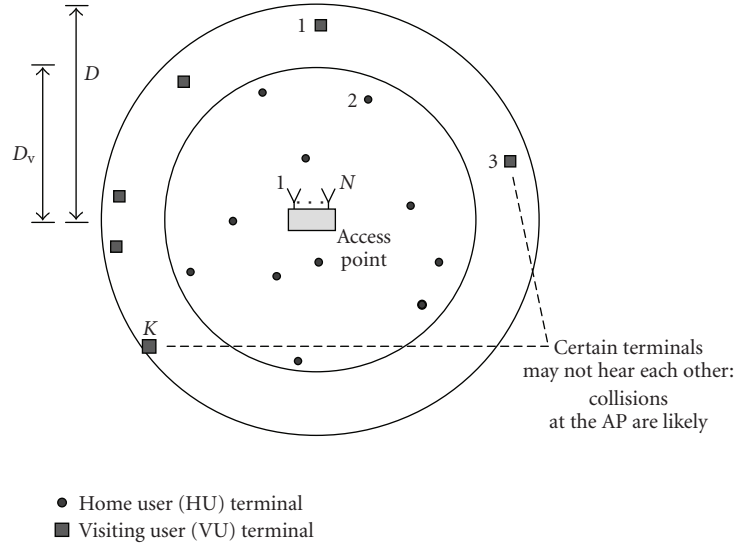 1
D
2
D_v
3
1 . . . N
Access
point
K
Certain terminals
may not hear each other:
collisions
at the AP are likely
Home user (HU) terminal
Visiting user (VU) terminal